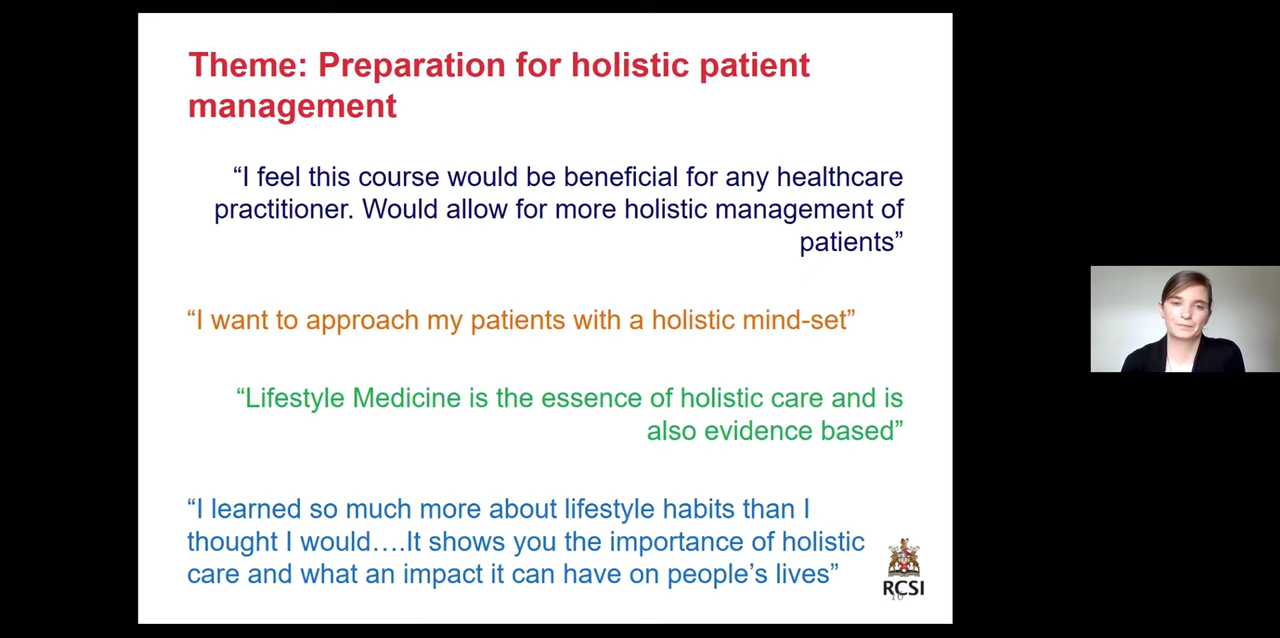 Theme: Preparation for holistic patient
management
“I feel this course would be beneficial for any healthcare
practitioner. Would allow for more holistic management of
patients”
“I want to approach my patients with a holistic mind-set”
“Lifestyle Medicine is the essence of holistic care and is
also evidence based”
“I learned so much more about lifestyle habits than I
thought I would….It shows you the importance of holistic
care and what an impact it can have on people’s lives”
RCSI